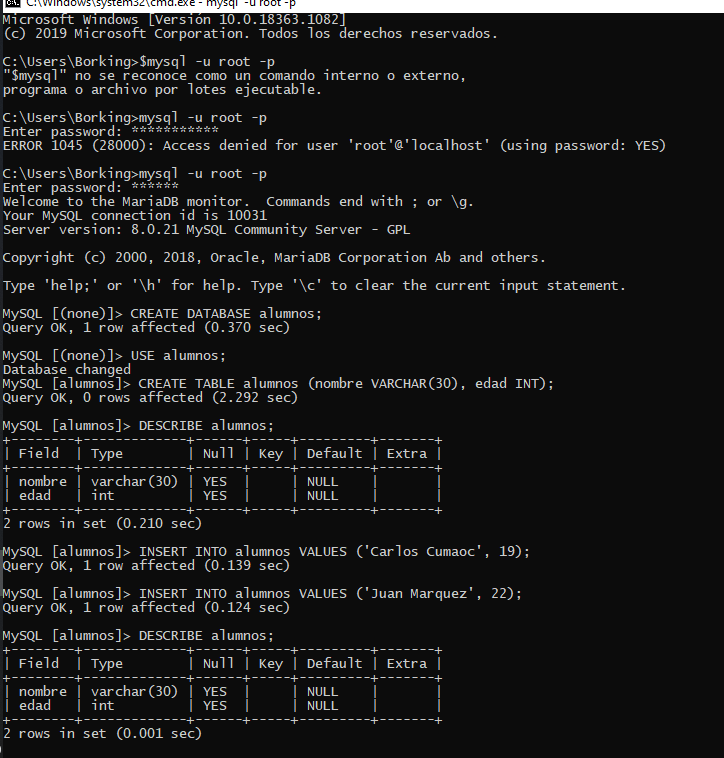 C:\Windows\system32\cmd.exe - mysql -u root -p
Microsoft Windows [Versión 10.0.18363.1082]
(c) 2019 Microsoft Corporation. Todos los derechos reservados.
C:\Users\Borking>$mysql -u root -p
"$mysql" no se reconoce como un comando interno o externo,
programa o archivo por lotes ejecutable.
C:\Users\Borking>mysql -u root -p
Enter password: ***********
ERROR 1045 (28000): Access denied for user 'root'@'localhost' (using password: YES)
C:\Users\Borking>mysql -u root -p
Enter password: ******
Welcome to the MariaDB monitor.  Commands end with ; or \g.
Your MySQL connection id is 10031
Server version: 8.0.21 MySQL Community Server - GPL
Copyright (c) 2000, 2018, Oracle, MariaDB Corporation Ab and others.
Type 'help;' or '\h' for help. Type '\c' to clear the current input statement.
MySQL [(none)]> CREATE DATABASE alumnos;
Query OK, 1 row affected (0.370 sec)
MySQL [(none)]> USE alumnos;
Database changed
MySQL [alumnos]> CREATE TABLE alumnos (nombre VARCHAR(30), edad INT);
Query OK, 0 rows affected (2.292 sec)
MySQL [alumnos]> DESCRIBE alumnos;
+--------+-------------+------+-----+---------+-------+
| Field  | Type        | Null | Key | Default | Extra |
+--------+-------------+------+-----+---------+-------+
| nombre | varchar(30) | YES  |     | NULL    |       |
| edad   | int         | YES  |     | NULL    |       |
+--------+-------------+------+-----+---------+-------+
2 rows in set (0.210 sec)
MySQL [alumnos]> INSERT INTO alumnos VALUES ('Carlos Cumaoc', 19);
Query OK, 1 row affected (0.139 sec)
MySQL [alumnos]> INSERT INTO alumnos VALUES ('Juan Marquez', 22);
Query OK, 1 row affected (0.124 sec)
MySQL [alumnos]> DESCRIBE alumnos;
+--------+-------------+------+-----+---------+-------+
| Field  | Type        | Null | Key | Default | Extra |
+--------+-------------+------+-----+---------+-------+
| nombre | varchar(30) | YES  |     | NULL    |       |
| edad   | int         | YES  |     | NULL    |       |
+--------+-------------+------+-----+---------+-------+
2 rows in set (0.001 sec)